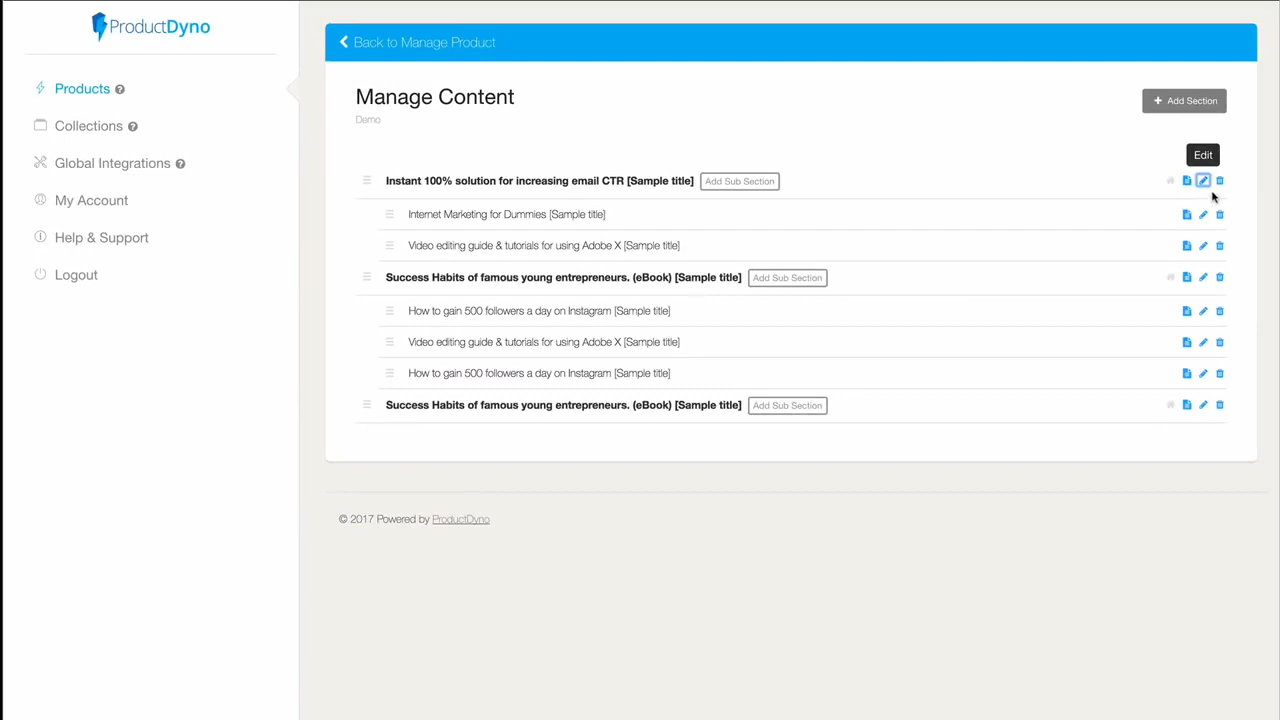 ProductDyno
Back to Manage Product
Products
Manage Content
Add Section
Demo
Collections
Edit
Global Integrations
Instant 100% solution for increasing email CTR [Sample title] Add Sub Section
My Account
Internet Marketing for Dummies [Sample title]
Help & Support
Video editing guide & tutorials for using Adobe X [Sample title]
Logout
Success Habits of famous young entrepreneurs. (eBook) [Sample title] Add Sub Section
How to gain 500 followers a day on Instagram [Sample title]
Video editing guide & tutorials for using Adobe X [Sample title]
How to gain 500 followers a day on Instagram [Sample title]
Success Habits of famous young entrepreneurs. (eBook) [Sample title] Add Sub Section
© 2017 Powered by ProductDyno